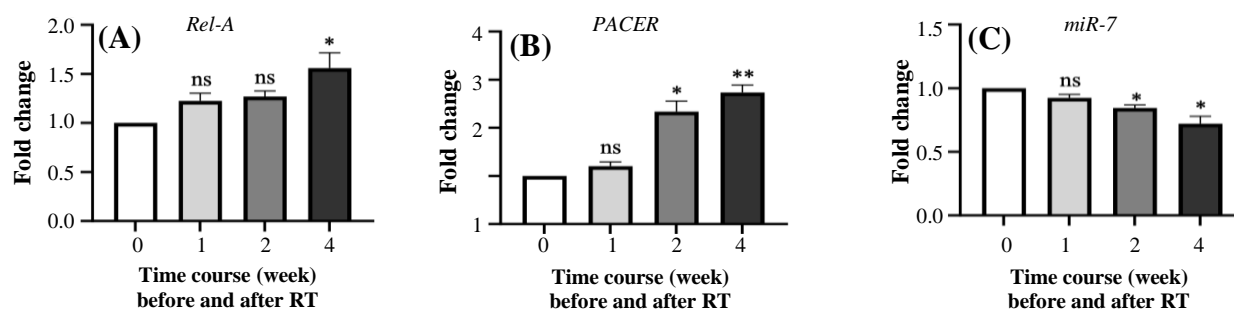 (A) Rel-A
Fold change
2.0
1.5
1.0
0.5
0.0
ns
ns
*
0 1 2 4
Time course (week)
before and after RT
(B) PACER
Fold change
4
3
2
1
ns
*
**
0 1 2 4
Time course (week)
before and after RT
(C) miR-7
Fold change
1.5
1.0
0.5
0.0
ns
*
*
0 1 2 4
Time course (week)
before and after RT